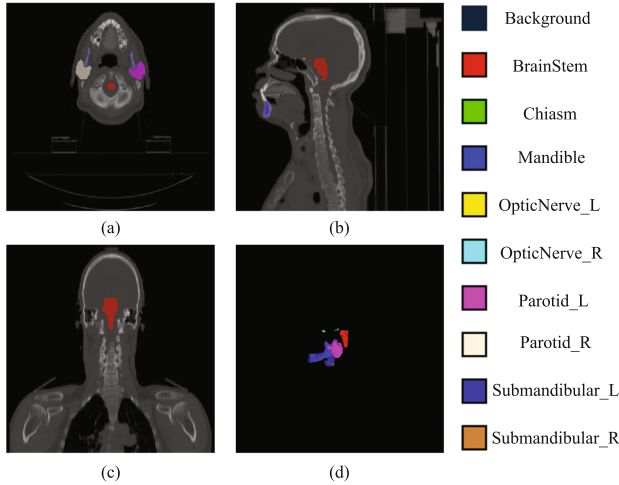 Background
BrainStem
Chiasm
Mandible
OpticNerve_L
OpticNerve_R
Parotid_L
Parotid_R
Submandibular_L
Submandibular_R
(a)
(b)
(c)
(d)